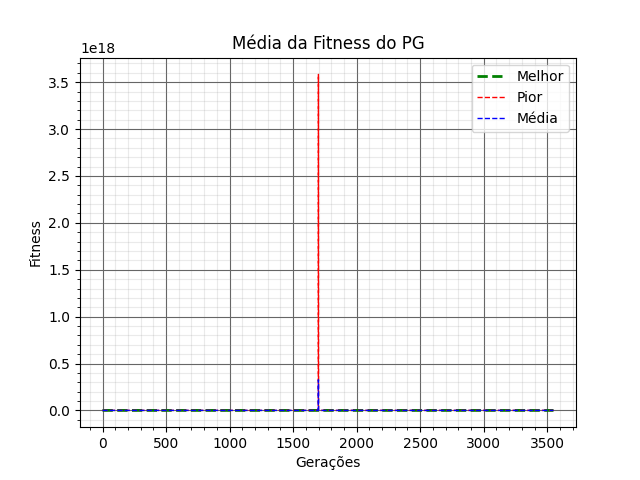 Média da Fitness do PG
1e18
3.5
3.0
2.5
2.0
1.5
1.0
0.5
0.0
Fitness
Melhor
Pior
Média
0 500 1000 1500 2000 2500 3000 3500
Gerações